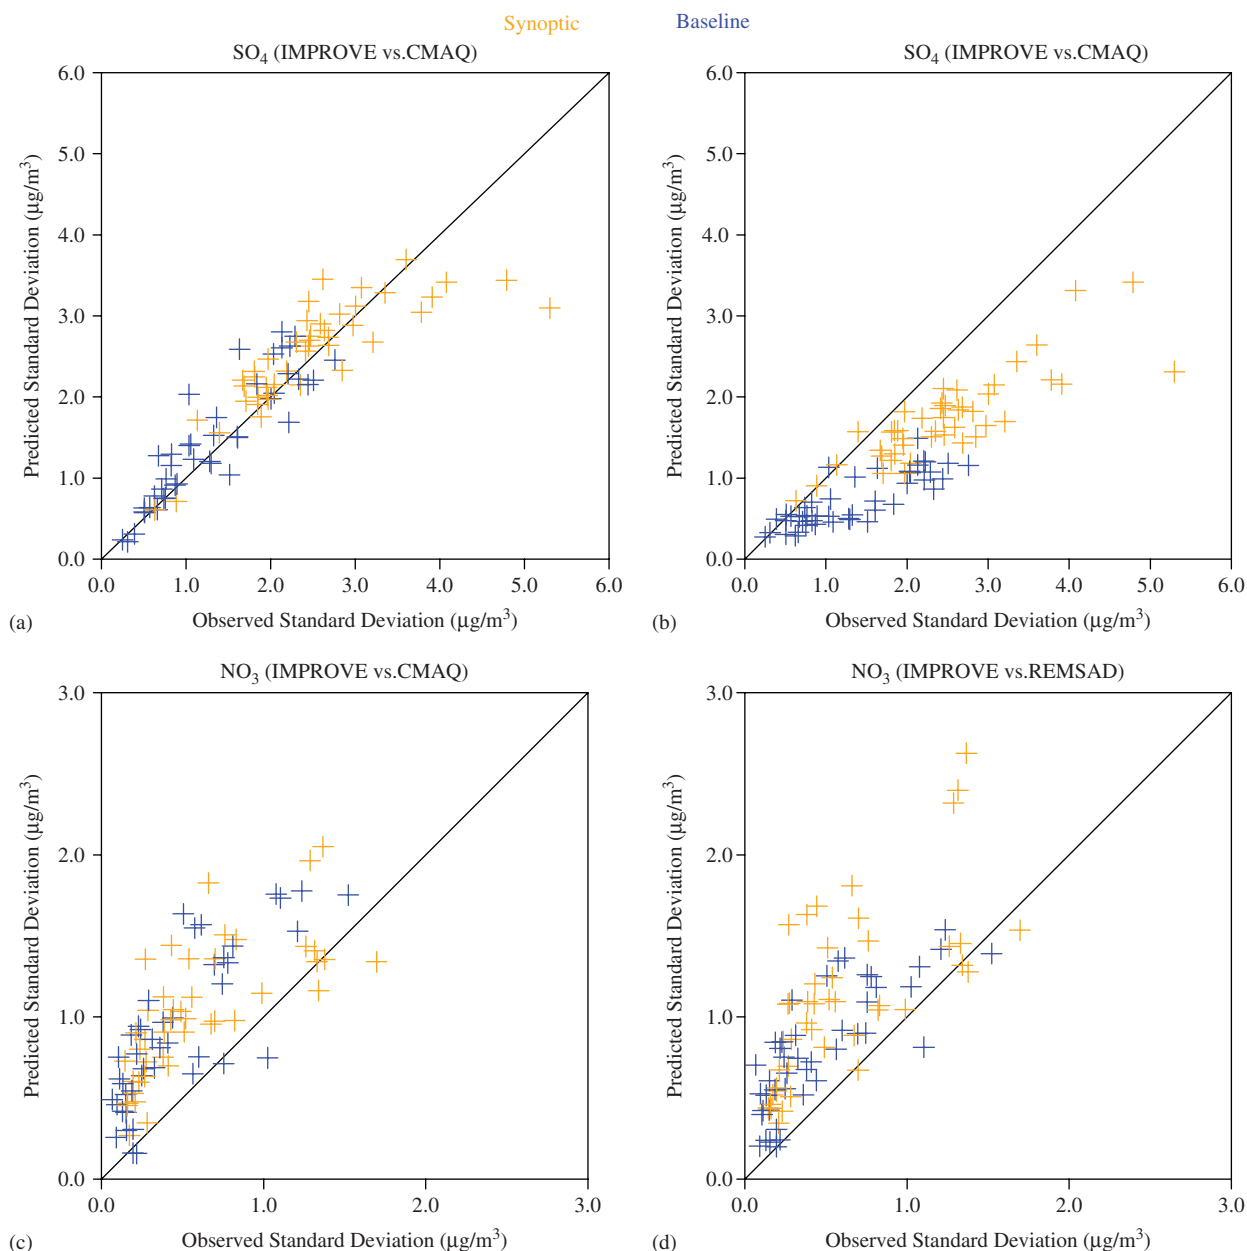 Synoptic Baseline
SO4 (IMPROVE vs.CMAQ)
6.0
5.0
4.0
3.0
2.0
1.0
0.0
Predicted Standard Deviation (μg/m3)
0.0 1.0 2.0 3.0 4.0 5.0 6.0
Observed Standard Deviation (μg/m3)
(a)
SO4 (IMPROVE vs.CMAQ)
6.0
5.0
4.0
3.0
2.0
1.0
0.0
Predicted Standard Deviation (μg/m3)
0.0 1.0 2.0 3.0 4.0 5.0 6.0
Observed Standard Deviation (μg/m3)
(b)
NO3 (IMPROVE vs.CMAQ)
3.0
2.0
1.0
0.0
Predicted Standard Deviation (μg/m3)
0.0 1.0 2.0 3.0
Observed Standard Deviation (μg/m3)
(c)
NO3 (IMPROVE vs.REMSAD)
3.0
2.0
1.0
0.0
Predicted Standard Deviation (μg/m3)
0.0 1.0 2.0 3.0
Observed Standard Deviation (μg/m3)
(d)